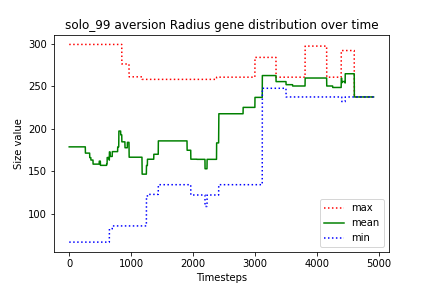 solo_99 aversion Radius gene distribution over time
Size value
300
250
200
150
100
0
1000
2000
3000
4000
5000
Timesteps
max
mean
min